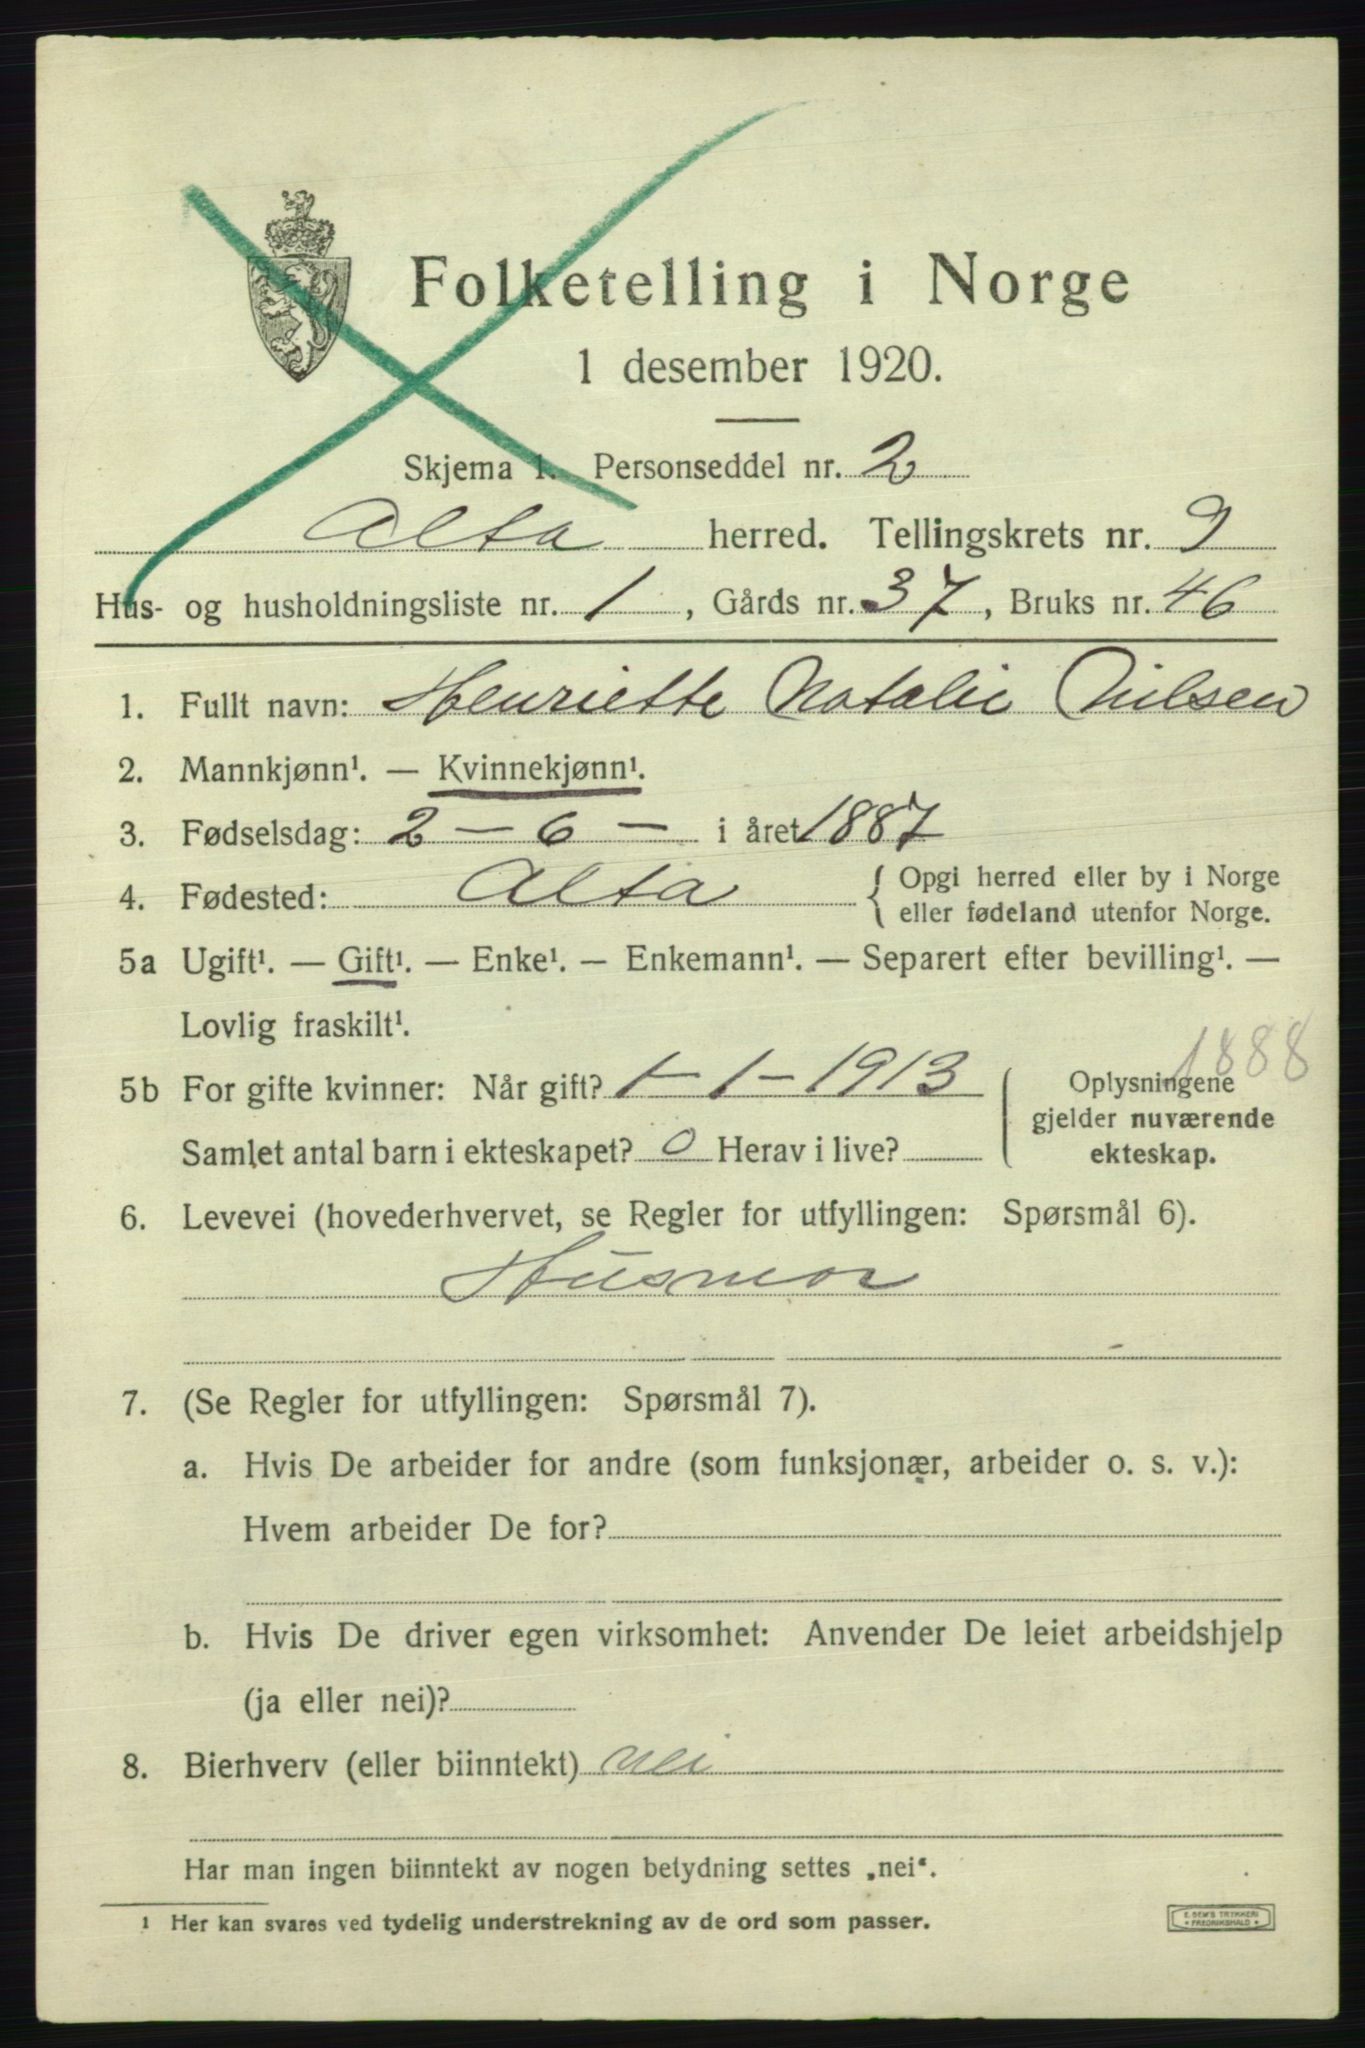 Folketelling i Norge
1 desember 1920.
Skjema 1. Personseddel nr. 2
Alta herred. Tellingskrets nr. 9
Hus- og husholdningsliste nr. 1, Gårds nr. 37, Bruks nr. 46
1. Fullt navn: Henriette Natalie Nilsen
2. Mannkjønn¹. — Kvinnekjønn¹.
3. Fødselsdag: 2 – 6 – i året 1887
4. Fødested: Alta { Opgi herred eller by i Norge
eller fødeland utenfor Norge.
5a Ugift¹. — Gift¹. — Enke¹. — Enkemann¹. — Separert efter bevilling¹. —
Lovlig fraskilt¹.
1888
5b For gifte kvinner: Når gift? 1 – 1 – 1913
Samlet antal barn i ekteskapet? 0 Herav i live?
Oplysningene
gjelder nuværende
ekteskap.
6. Levevei (hovederhvervet, se Regler for utfyllingen: Spørsmål 6).
Husmor
7. (Se Regler for utfyllingen: Spørsmål 7).
a. Hvis De arbeider for andre (som funksjonær, arbeider o. s. v.):
Hvem arbeider De for?
b. Hvis De driver egen virksomhet: Anvender De leiet arbeidshjelp
(ja eller nei)?
8. Bierhverv (eller biinntekt) nei
Har man ingen biinntekt av nogen betydning settes „nei“.
¹ Her kan svares ved tydelig understrekning av de ord som passer.
E. SEM'S TRYKKERI
FREDRIKSHALD